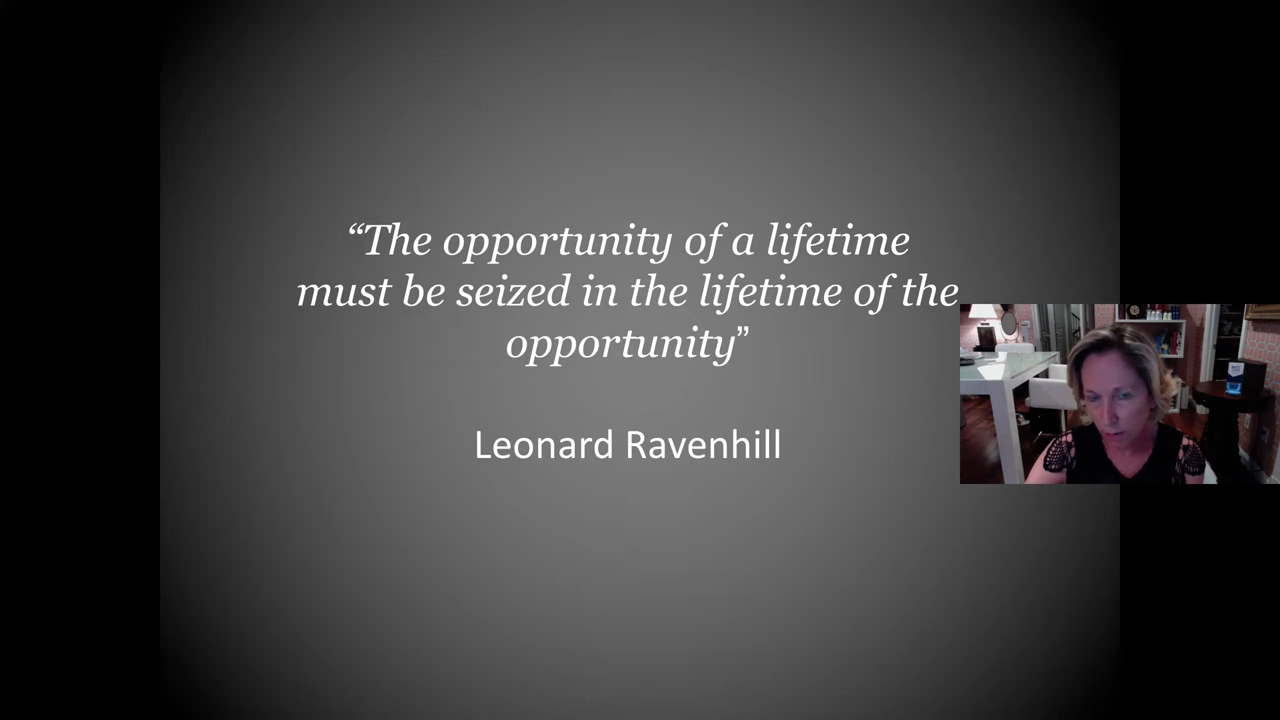 “The opportunity of a lifetime
must be seized in the lifetime of the
opportunity”
Leonard Ravenhill